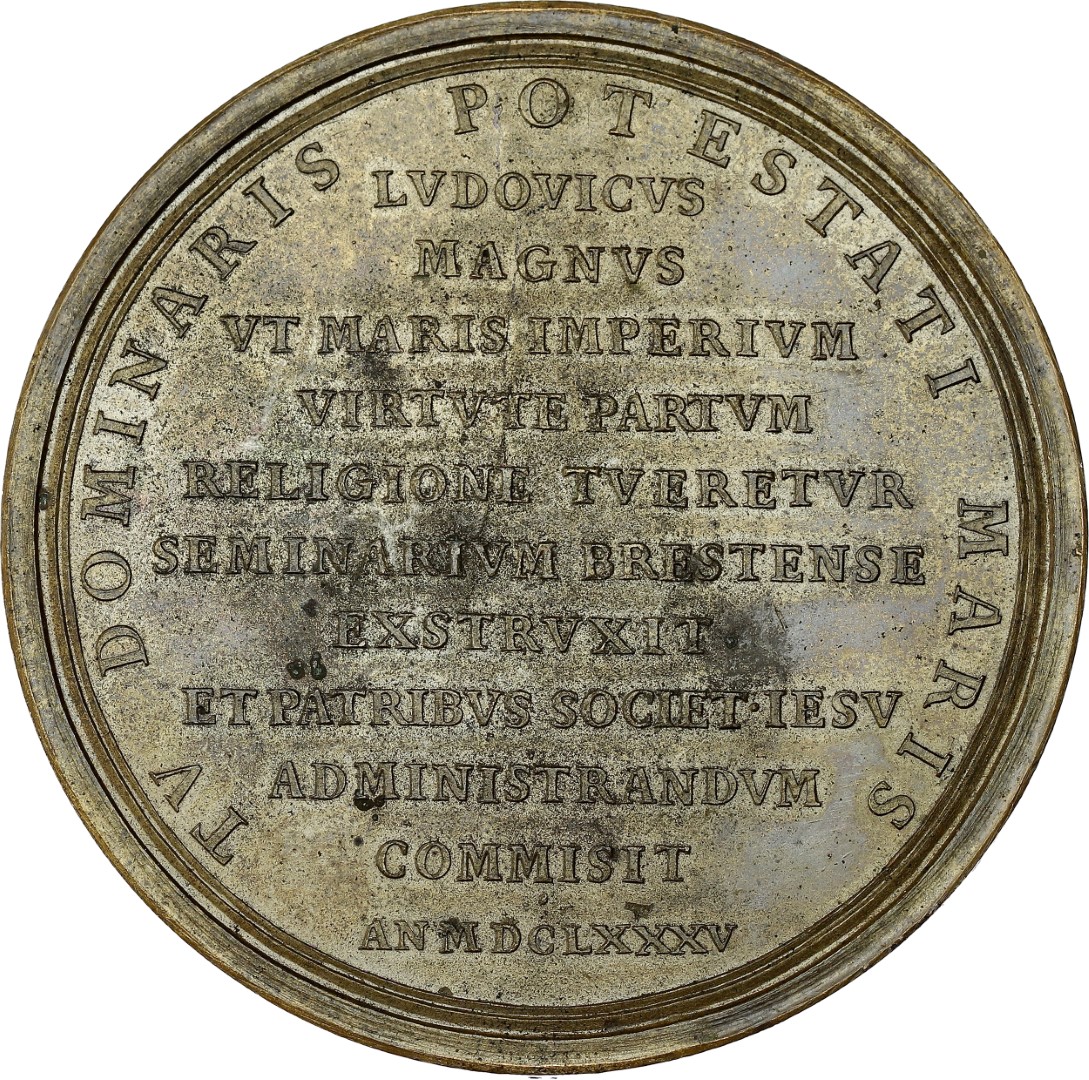 TV DOMINARIS POTESTATI MARIS
LVDOVICVS
MAGNVS
VT MARIS IMPERIVM
VIRTVTE PARTVM
RELIGIONE TVERETVR
SEMINARIVM BRESTENSE
EXSTRVXIT
ET PATRIBVS SOCIET·IESV
ADMINISTRANDVM
COMMISIT
AN MDCLXXXV